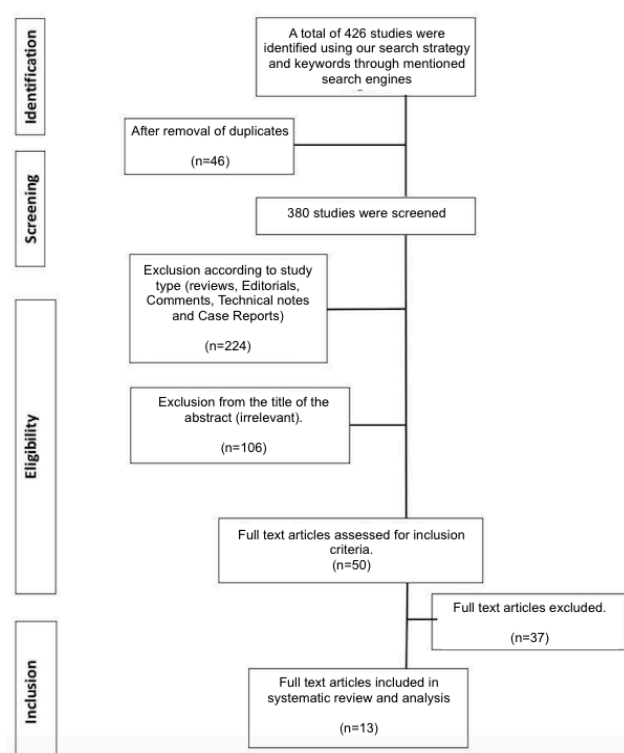 Identification
A total of 426 studies were
identified using our search strategy
and keywords through mentioned
search engines
After removal of duplicates
(n=46)
Screening
380 studies were screened
Exclusion according to study
type (reviews, Editorials,
Comments, Technical notes
and Case Reports)
(n=224)
Eligibility
Exclusion from the title of the
abstract (irrelevant).
(n=106)
Full text articles assessed for inclusion
criteria.
(n=50)
Full text articles excluded.
(n=37)
Inclusion
Full text articles included in
systematic review and analysis
(n=13)